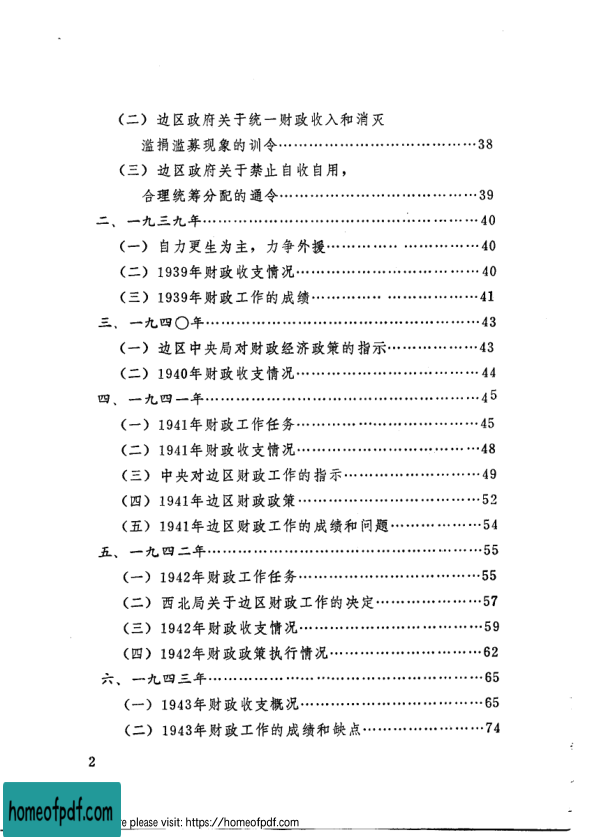 （二）边区政府关于统一财政收入和消灭
滥捐滥募现象的训令……………………………………38
（三）边区政府关于禁止自收自用，
合理统筹分配的通令……………………………………39
二、一九三九年……………………………………………40
（一）自力更生为主，力争外援…………………………40
（二）1939年财政收支情况………………………………40
（三）1939年财政工作的成绩……………………………41
三、一九四〇年……………………………………………43
（一）边区中央局对财政经济政策的指示………………43
（二）1940年财政收支情况………………………………44
四、一九四一年……………………………………………45
（一）1941年财政工作任务………………………………45
（二）1941年财政收支情况………………………………48
（三）中央对边区财政工作的指示………………………49
（四）1941年边区财政政策………………………………52
（五）1941年边区财政工作的成绩和问题………………54
五、一九四二年……………………………………………55
（一）1942年财政工作任务………………………………55
（二）西北局关于边区财政工作的决定…………………57
（三）1942年财政收支情况………………………………59
（四）1942年财政政策执行情况…………………………62
六、一九四三年……………………………………………65
（一）1943年财政收支概况………………………………65
（二）1943年财政工作的成绩和缺点……………………74
2
homeofpdf.com
please visit: https://homeofpdf.com